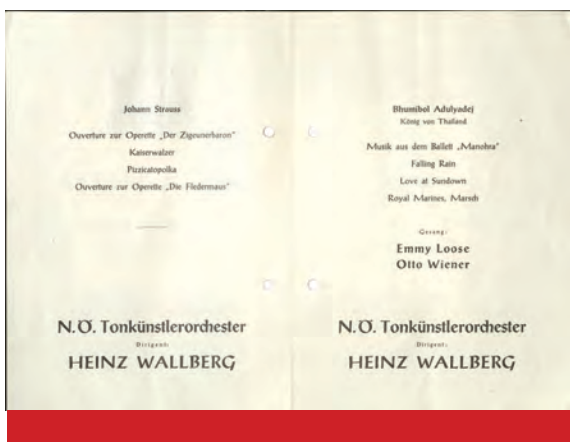 Johann Strauss
Ouverture zur Operette „Der Zigeunerbaron"
Kaiserwalzer
Pizzicatopolka
Ouverture zur Operette „Die Fledermaus"
N.Ö. Tonkünstlerorchester
Dirigent:
HEINZ WALLBERG
Bhumibol Adulyadej
König von Thailand
Musik aus dem Ballett „Manohra"
Falling Rain
Love at Sundown
Royal Marines, Marsch
Gesang:
Emmy Loose
Otto Wiener
N.Ö. Tonkünstlerorchester
Dirigent:
HEINZ WALLBERG